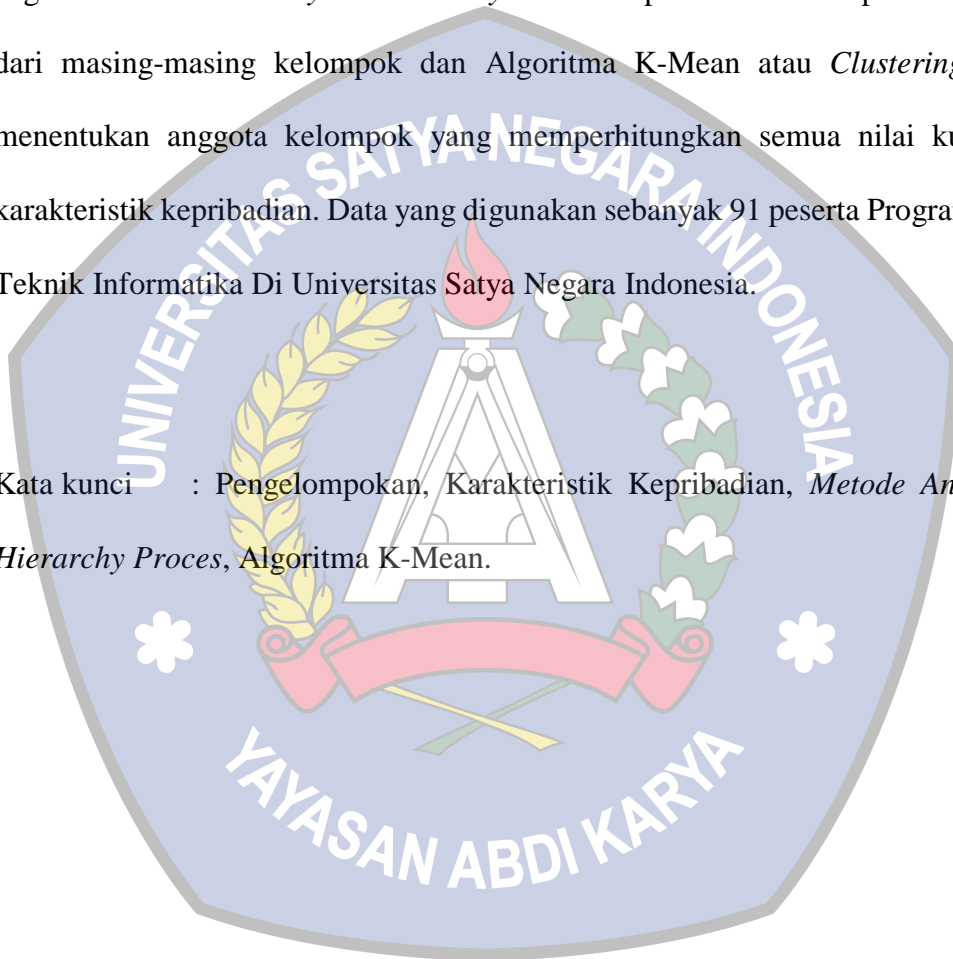 dari masing-masing kelompok dan Algoritma K-Mean atau Clustering
menentukan anggota kelompok yang memperhitungkan semua nilai
karakteristik kepribadian. Data yang digunakan sebanyak 91 peserta
Teknik Informatika Di Universitas Satya Negara Indonesia.
Kata kunci : Pengelompokan, Karakteristik Kepribadian, Metode
Hierarchy Proces, Algoritma K-Mean.
UNIVERSITAS SATYA NEGARA INDONESIA
YAYASAN ABDI KARYA